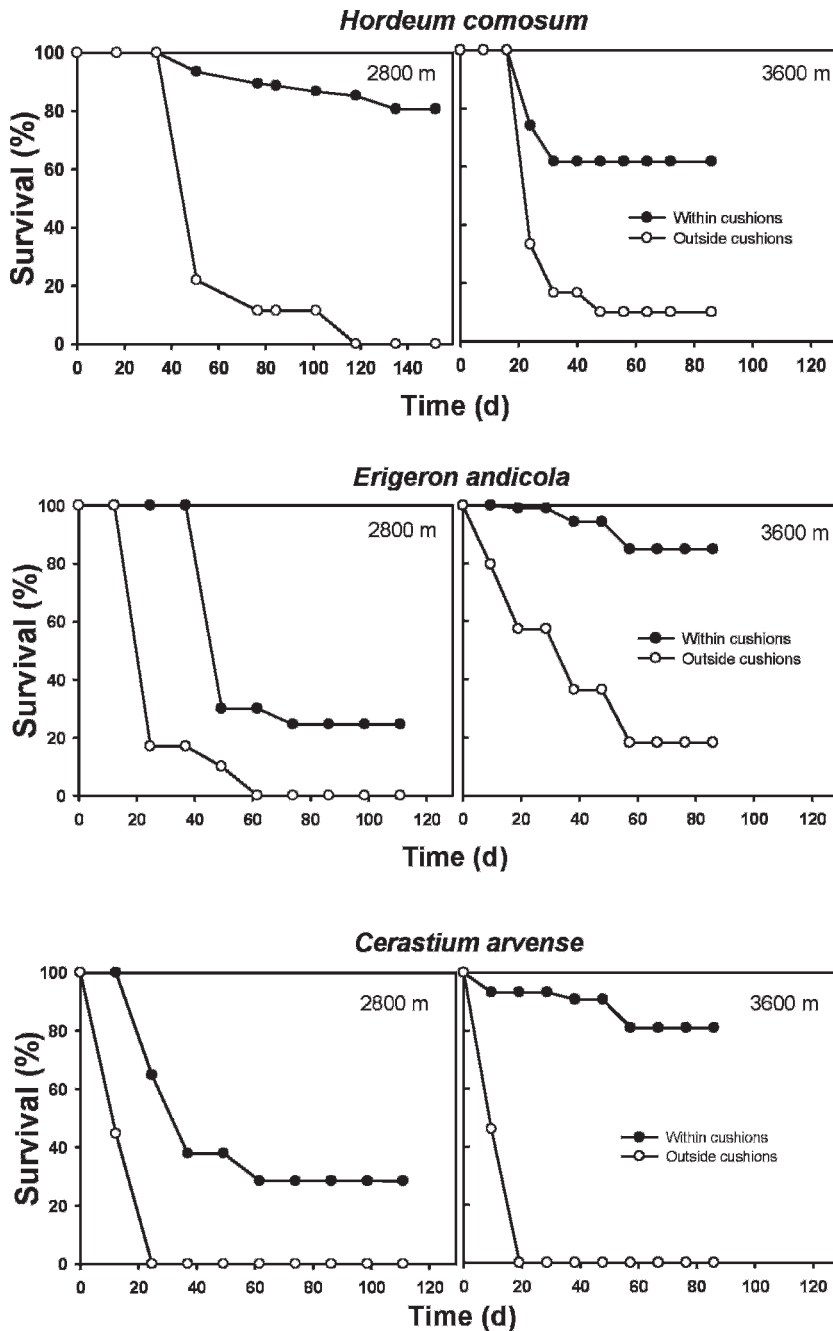 Hordeum comosum
2800 m
3600 m
Survival (%)
100
80
60
40
20
0
Within cushions
Outside cushions
0 20 40 60 80 100 120 140
0 20 40 60 80 100 120
Time (d)
Erigeron andicola
2800 m
3600 m
Survival (%)
100
80
60
40
20
0
Within cushions
Outside cushions
0 20 40 60 80 100 120
0 20 40 60 80 100 120
Time (d)
Cerastium arvense
2800 m
3600 m
Survival (%)
100
80
60
40
20
0
Within cushions
Outside cushions
0 20 40 60 80 100 120
0 20 40 60 80 100 120
Time (d)